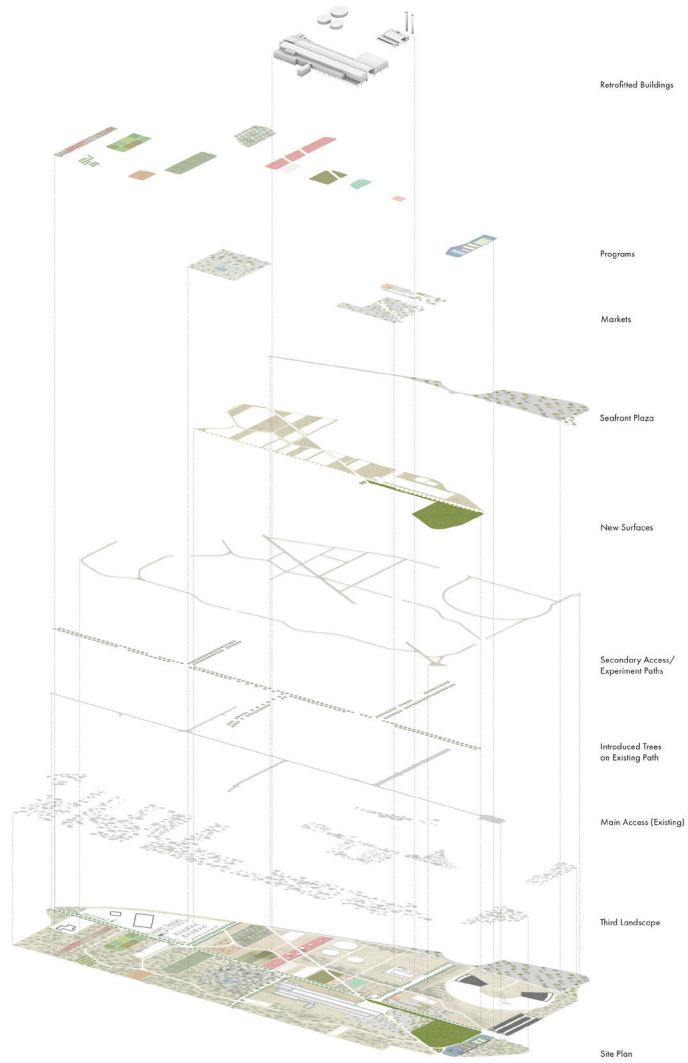 Retrofitted Buildings
Programs
Markets
Seafront Plaza
New Surfaces
Secondary Access/
Experiment Paths
Introduced Trees
on Existing Path
Main Access (Existing)
Third Landscape
Site Plan